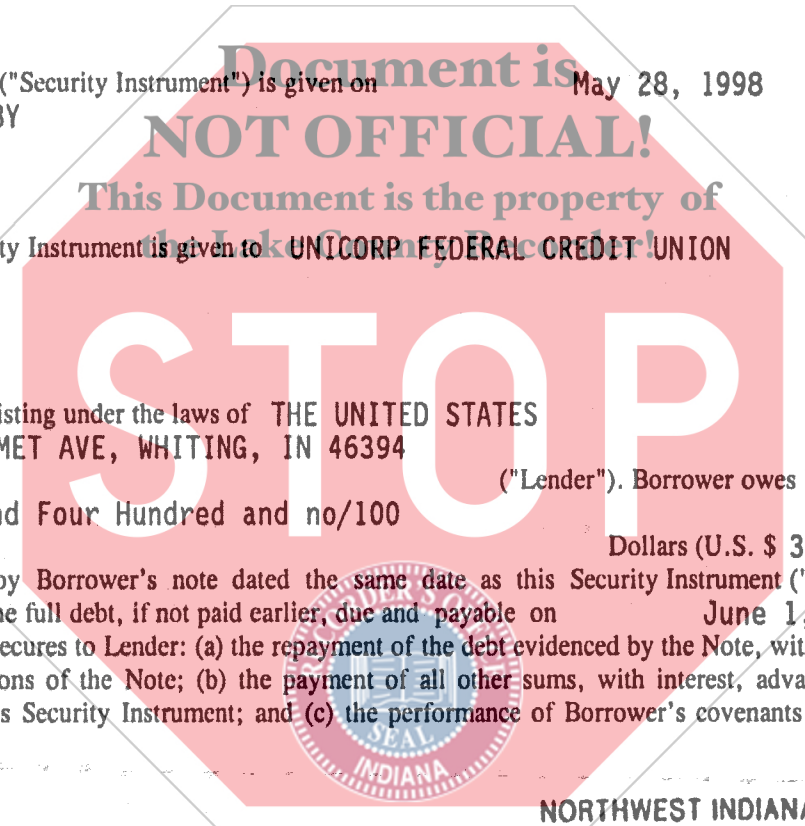 Document is
("Security Instrument") is given on May 28, 1998
BY
NOT OFFICIAL!
This Document is the property of
the Lake County Recorder!
ty Instrument is given to UNICORP FEDERAL CREDIT UNION
STOP
isting under the laws of THE UNITED STATES
MET AVE, WHITING, IN 46394
("Lender"). Borrower owes
nd Four Hundred and no/100
Dollars (U.S. $ 3
by Borrower's note dated the same date as this Security Instrument ("
he full debt, if not paid earlier, due and payable on June 1,
ecures to Lender: (a) the repayment of the debt evidenced by the Note, wit
ons of the Note; (b) the payment of all other sums, with interest, adva
s Security Instrument; and (c) the performance of Borrower's covenants
RECORDER'S OFFICE
SEAL
INDIANA
NORTHWEST INDIANA